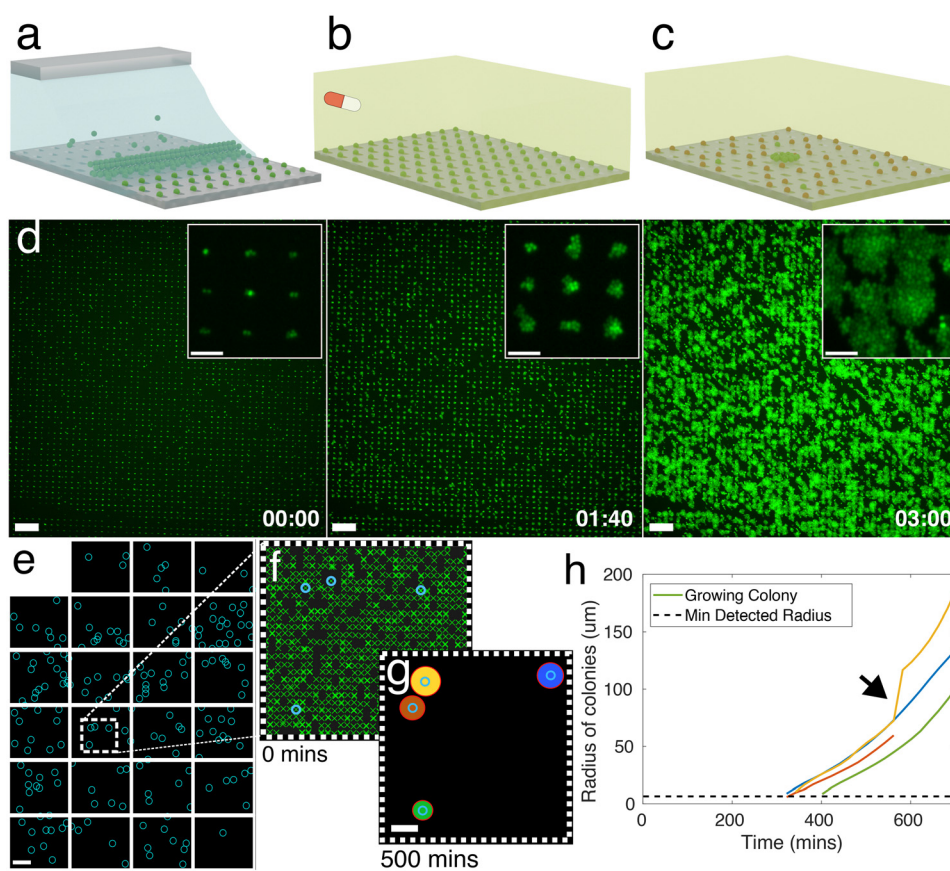 a
b
c
d
00:00
01:40
03:00
e
f
0 mins
g
500 mins
h
200
150
100
50
0
Radius of colonies (um)
Growing Colony
Min Detected Radius
0
200
400
600
Time (mins)